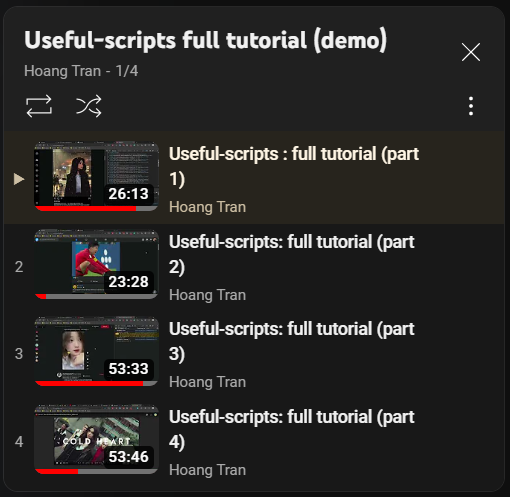 Useful-scripts full tutorial (demo)
Hoang Tran - 1/4
Useful-scripts : full tutorial (part
1)
Hoang Tran
26:13
2
Useful-scripts: full tutorial (part
2)
Hoang Tran
23:28
3
Useful-scripts: full tutorial (part
3)
Hoang Tran
53:33
4
Useful-scripts: full tutorial (part
4)
Hoang Tran
COLD HEART
53:46